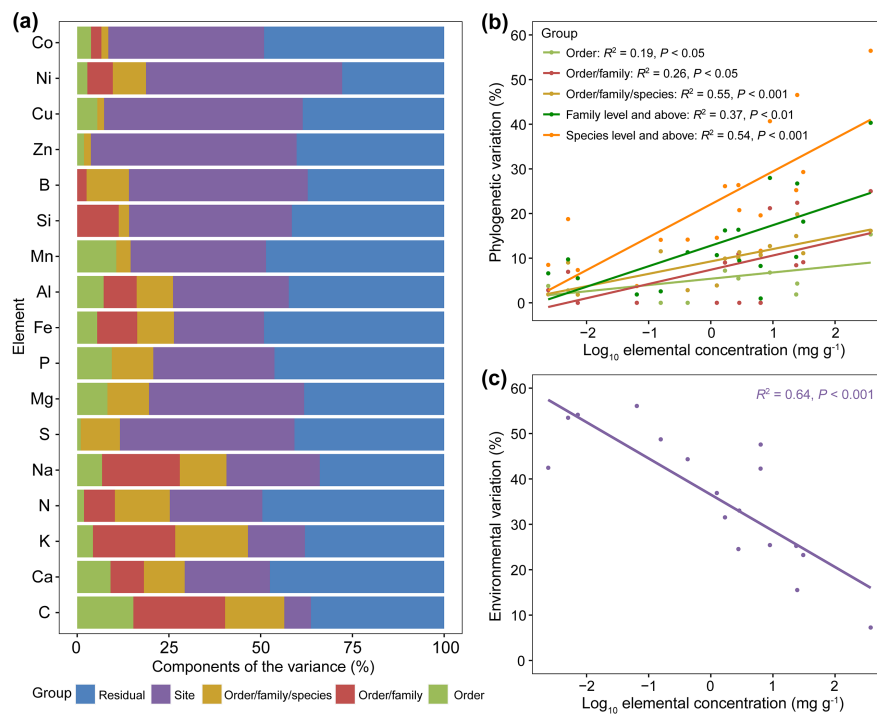 (a)
Element
Co
Ni
Cu
Zn
B
Si
Mn
Al
Fe
P
Mg
S
Na
N
K
Ca
C
0 25 50 75 100
Components of the variance (%)
Group Residual Site Order/family/species Order/family Order
(b)
Phylogenetic variation (%)
60
50
40
30
20
10
0
Group
Order: R² = 0.19, P < 0.05
Order/family: R² = 0.26, P < 0.05
Order/family/species: R² = 0.55, P < 0.001
Family level and above: R² = 0.37, P < 0.01
Species level and above: R² = 0.54, P < 0.001
−2 −1 0 1 2
Log₁₀ elemental concentration (mg g⁻¹)
(c)
Environmental variation (%)
60
50
40
30
20
10
0
R² = 0.64, P < 0.001
−2 −1 0 1 2
Log₁₀ elemental concentration (mg g⁻¹)